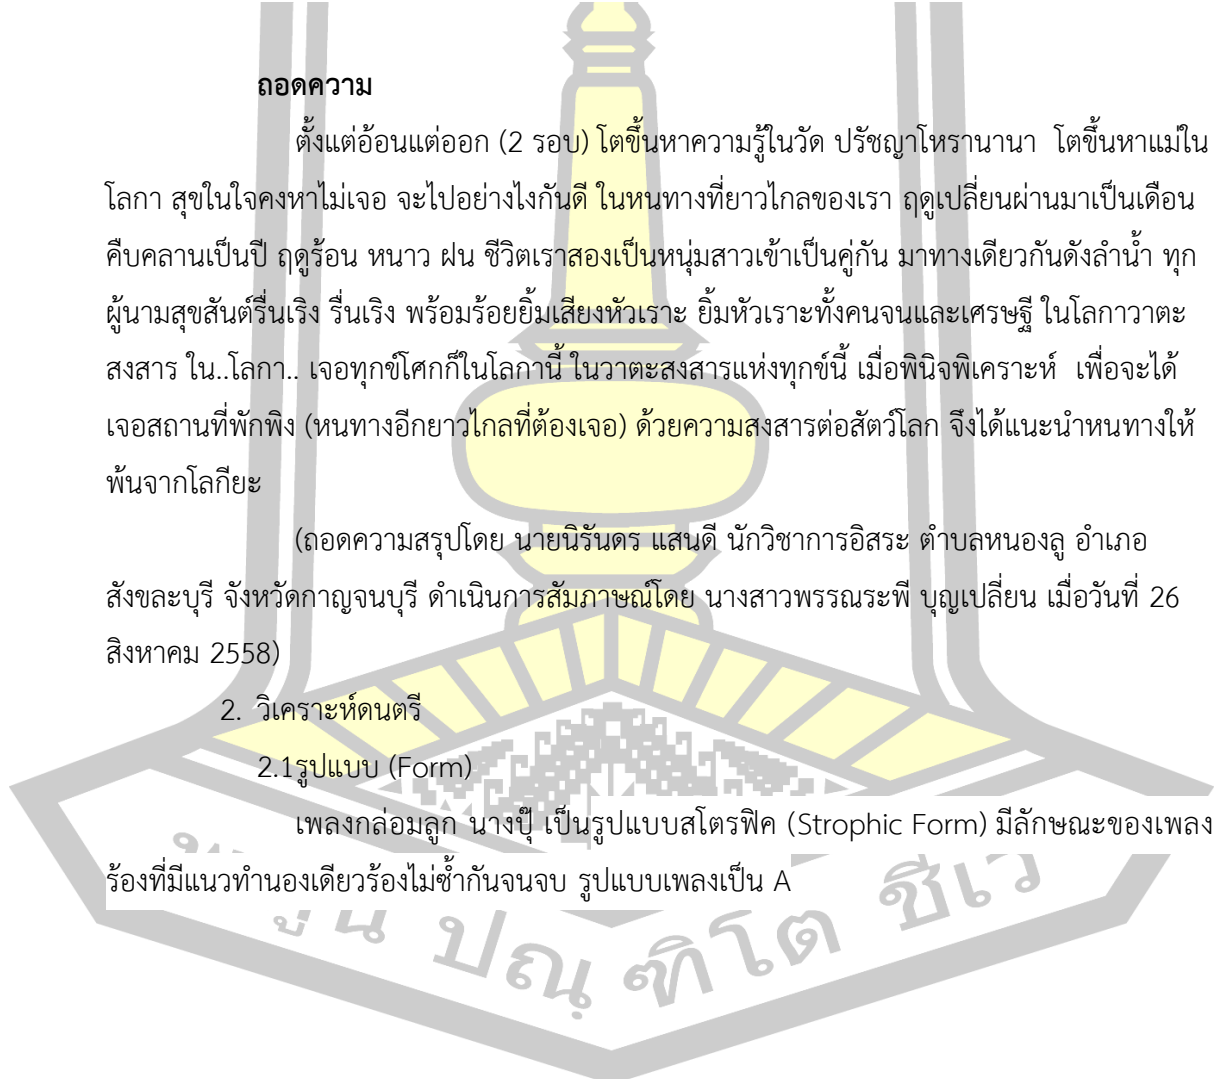 ถอดความ
ตั้งแต่อ้อนแต่ออก (2 รอบ) โตขึ้นหาความรู้ในวัด ปรัชญาโหรานานา  โตขึ้นหาแม่ใน
โลกา สุขในใจคงหาไม่เจอ จะไปอย่างไงกันดี ในหนทางที่ยาวไกลของเรา ฤดูเปลี่ยนผ่านมาเป็นเดือน
คืบคลานเป็นปี ฤดูร้อน หนาว ฝน ชีวิตเราสองเป็นหนุ่มสาวเข้าเป็นคู่กัน มาทางเดียวกันดังลำน้ำ ทุก
ผู้นามสุขสันต์รื่นเริง รื่นเริง พร้อมร้อยยิ้มเสียงหัวเราะ ยิ้มหัวเราะทั้งคนจนและเศรษฐี ในโลกาวาตะ
สงสาร ใน..โลกา.. เจอทุกข์โศกก็ในโลกานี้ ในวาตะสงสารแห่งทุกข์นี้ เมื่อพินิจพิเคราะห์  เพื่อจะได้
เจอสถานที่พักพิง (หนทางอีกยาวไกลที่ต้องเจอ) ด้วยความสงสารต่อสัตว์โลก จึงได้แนะนำหนทางให้
พ้นจากโลกียะ
(ถอดความสรุปโดย นายนิรันดร แสนดี นักวิชาการอิสระ ตำบลหนองลู อำเภอ
สังขละบุรี จังหวัดกาญจนบุรี ดำเนินการสัมภาษณ์โดย นางสาวพรรณระพี บุญเปลี่ยน เมื่อวันที่ 26
สิงหาคม 2558)
2. วิเคราะห์ดนตรี
2.1รูปแบบ (Form)
เพลงกล่อมลูก นางบุ๊ เป็นรูปแบบสโตรฟิค (Strophic Form) มีลักษณะของเพลง
ร้องที่มีแนวทำนองเดียวร้องไม่ซ้ำกันจนจบ รูปแบบเพลงเป็น A
ปณฺฑิโต ชีเว